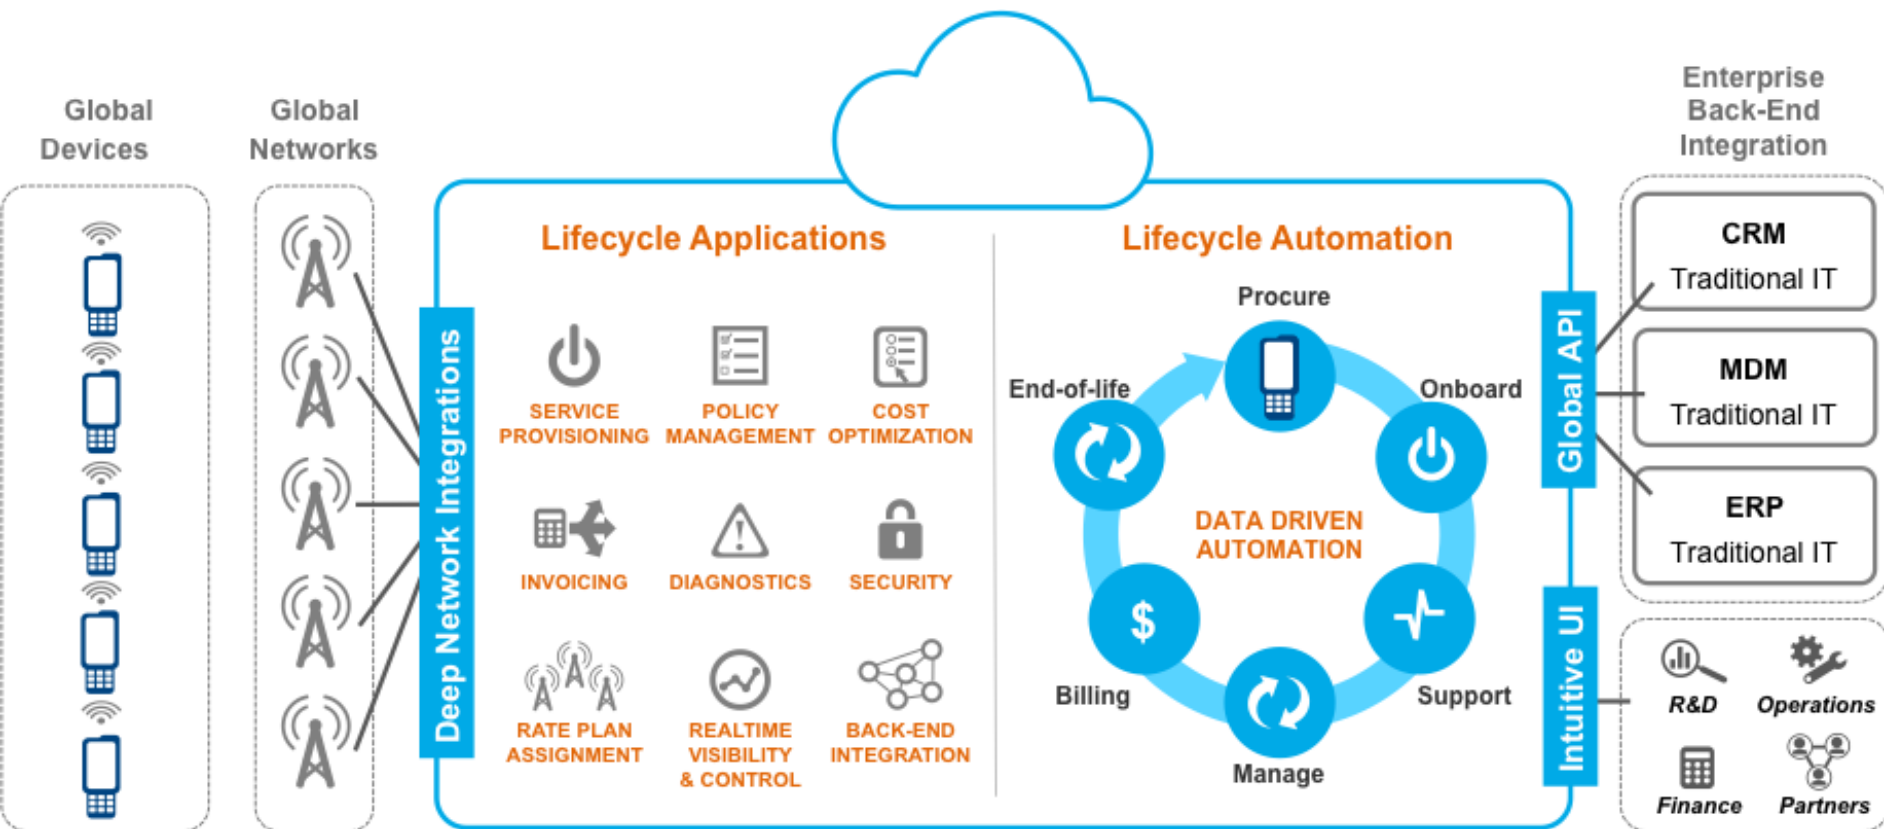 Global
Devices
Global
Networks
Deep Network Integrations
Lifecycle Applications
SERVICE
PROVISIONING
POLICY
MANAGEMENT
COST
OPTIMIZATION
INVOICING
DIAGNOSTICS
SECURITY
RATE PLAN
ASSIGNMENT
REALTIME
VISIBILITY
& CONTROL
BACK-END
INTEGRATION
Lifecycle Automation
Procure
Onboard
Support
Manage
Billing
$
End-of-life
DATA DRIVEN
AUTOMATION
Global API
Intuitive UI
Enterprise
Back-End
Integration
CRM
Traditional IT
MDM
Traditional IT
ERP
Traditional IT
R&D
Operations
Finance
Partners